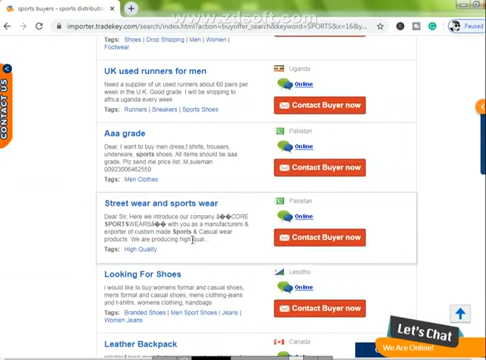 www.zdsoft.com
sports buyers - sports distributo
importer.tradekey.com/search/index.html?action=buyoffer_search&keyword=SPORTS&x=16&y
Paused
Tags: Shoes | Drop Shipping | Men | Women |
Footwear
CONTACT US
UK used runners for men
Need a supplier of uk used runners about 60 pairs
per week in the U.K. Good grade. I will be shipping to
africa uganda every week
Tags: Runners | Sneakers | Sports Shoes
Uganda
Online
Contact Buyer now
Aaa grade
Dear, I want to buy men dress,t shirts, trousers,
underware, sports shoes. All items should be aaa
grade. Plz send me price list. M.suleman
00923006462550
Tags: Men Clothes
Pakistan
Online
Contact Buyer now
Street wear and sports wear
Dear Sir, Here we introduce our company â��CORE
SPORTSWEARSâ�� with you as a manufacturers &
exporter of custom made Sports & Casual wear
products. We are producing high qual...
Tags: High Quality
Pakistan
Online
Contact Buyer now
Looking For Shoes
I would like to buy womens formal and general shoes,
mens formal and general shoes, mens clothing-jeans
and t-shitrs, womens clothing, handbags
Tags: Branded Shoes | Men Sport Shoes | Jeans |
Women Jeans
Lesotho
Online
Contact Buyer now
Leather Backpack
Canada
Online
Let's Chat
We Are Online!